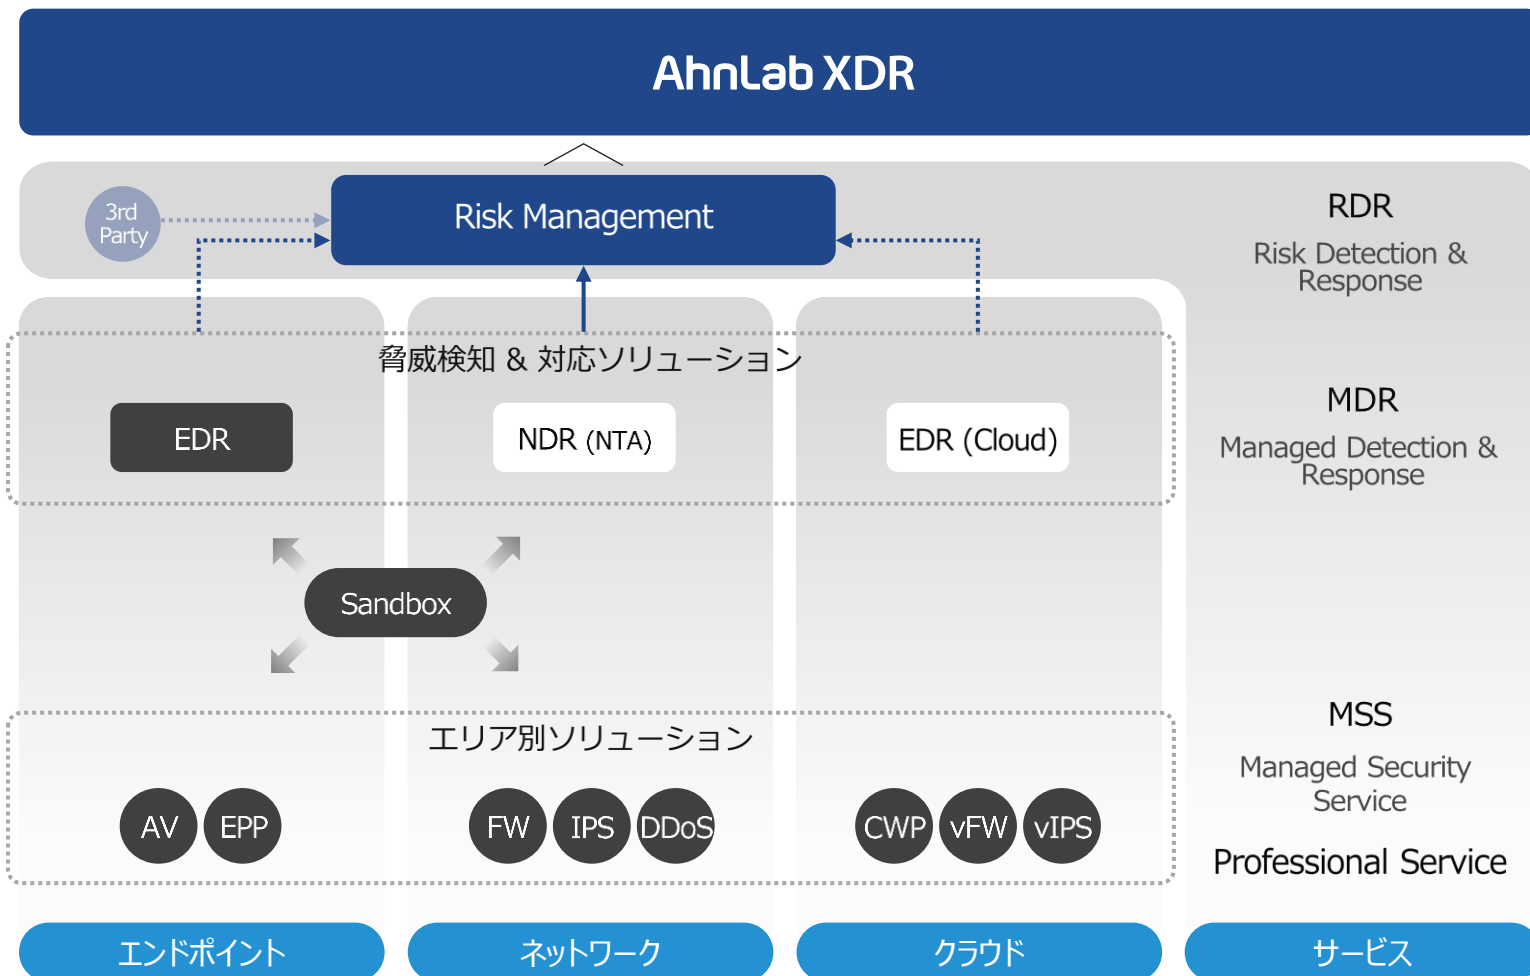 AhnLab XDR
3rd
Party
Risk Management
RDR
Risk Detection &
Response
脅威検知 & 対応ソリューション
EDR
NDR (NTA)
EDR (Cloud)
MDR
Managed Detection &
Response
Sandbox
エリア別ソリューション
AV
EPP
FW
IPS
DDoS
CWP
vFW
vIPS
MSS
Managed Security
Service
Professional Service
エンドポイント
ネットワーク
クラウド
サービス